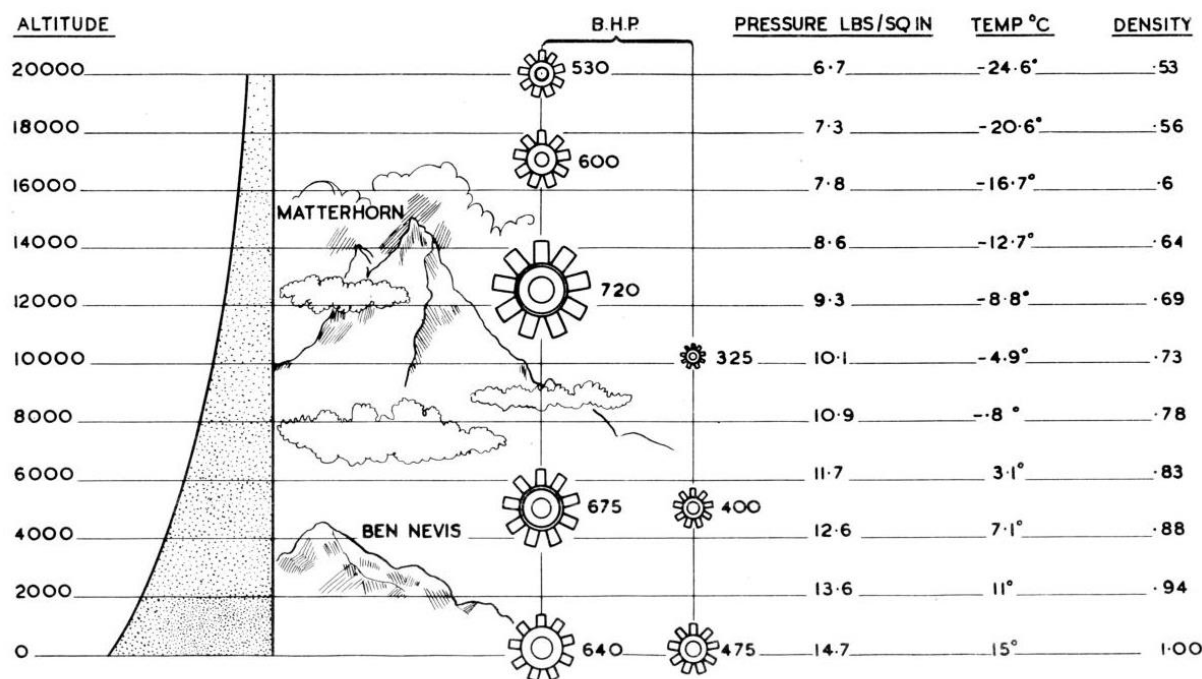 ALTITUDE B.H.P. PRESSURE LBS/SQ IN TEMP °C DENSITY
20000 530 6·7 -24·6° ·53
18000 7·3 -20·6° ·56
600
16000 7·8 -16·7° ·6
MATTERHORN
14000 8·6 -12·7° ·64
12000 720 9·3 -8·8° ·69
10000 325 10·1 -4·9° ·73
8000 10·9 -·8° ·78
6000 11·7 3·1° ·83
675 400
BEN NEVIS
4000 12·6 7·1° ·88
2000 13·6 11° ·94
0 640 475 14·7 15° 1·00